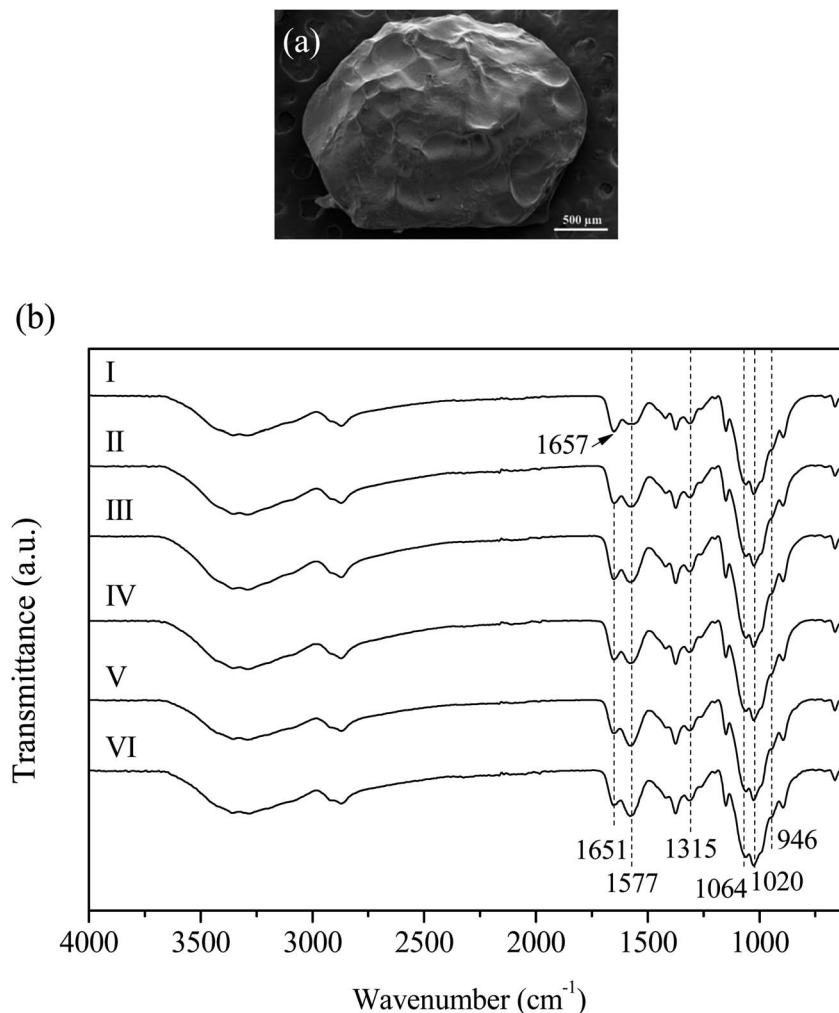 (a)
500 µm
(b)
I
II
III
IV
V
VI
1657
1651
1577
1315
1064
1020
946
Transmittance (a.u.)
4000 3500 3000 2500 2000 1500 1000
Wavenumber (cm⁻¹)